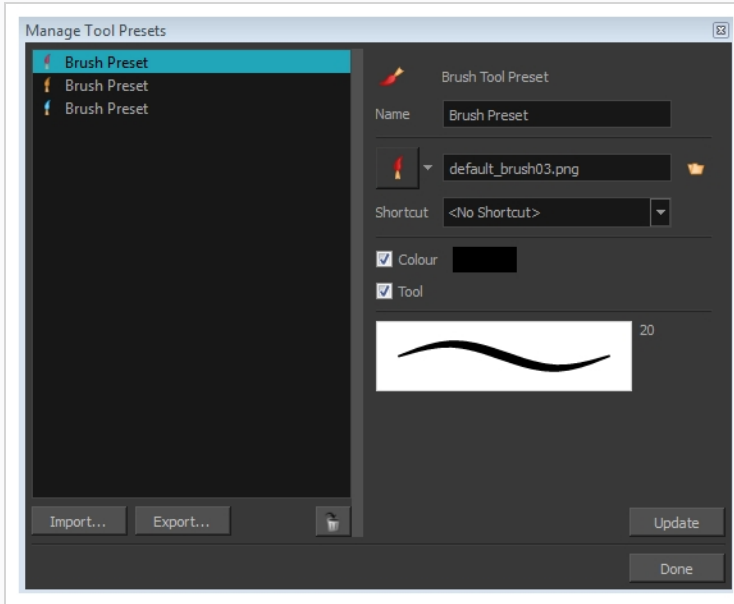 Manage Tool Presets
Brush Preset
Brush Preset
Brush Preset
Import...
Export...
Brush Tool Preset
Name
Brush Preset
default_brush03.png
Shortcut
<No Shortcut>
Colour
Tool
20
Update
Done